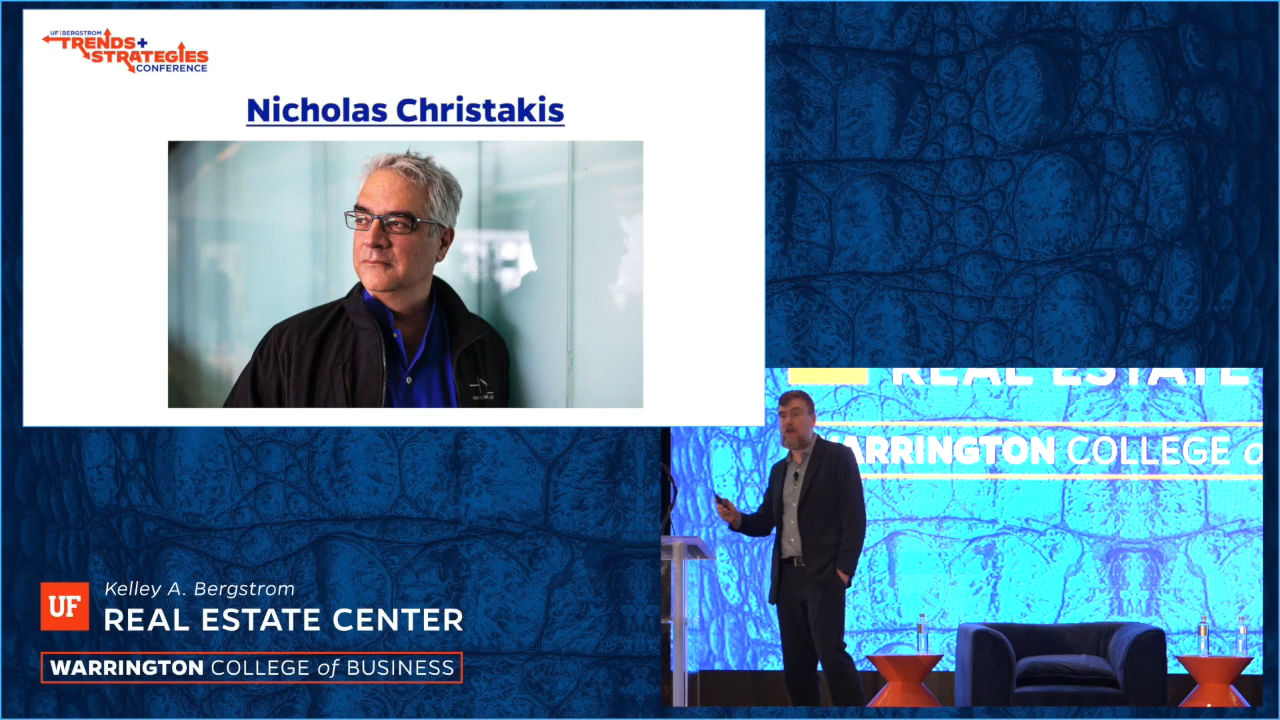 UF | BERGSTROM
TRENDS+
STRATEGIES
CONFERENCE
Nicholas Christakis
REAL ESTATE
WARRINGTON COLLEGE
UF
Kelley A. Bergstrom
REAL ESTATE CENTER
WARRINGTON COLLEGE of BUSINESS